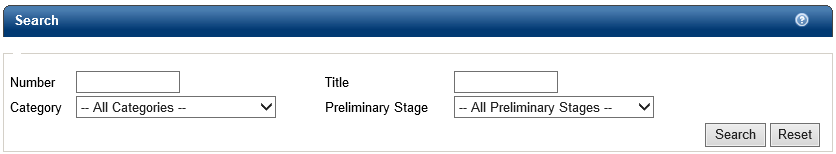 Search
Number Title
Category -- All Categories -- Preliminary Stage -- All Preliminary Stages --
Search Reset